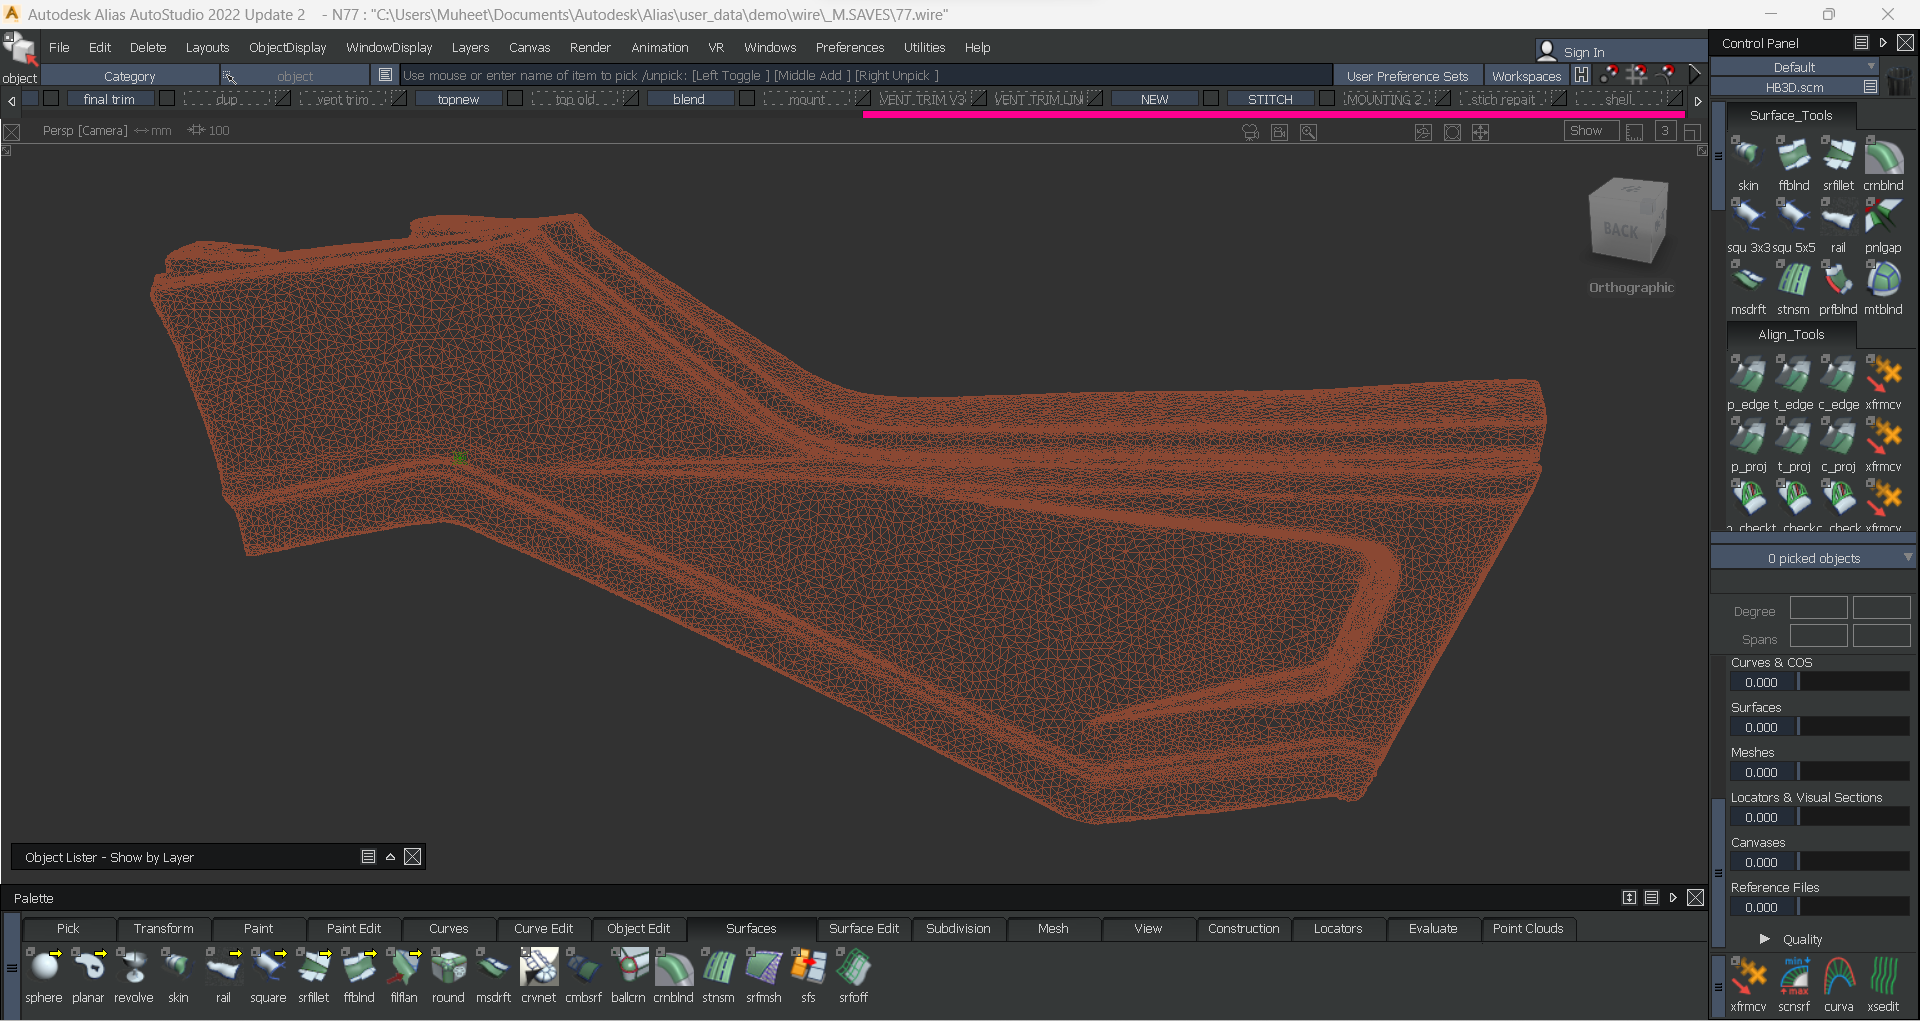 Autodesk Alias AutoStudio 2022 Update 2 - N77 : "C:\Users\Muheet\Documents\Autodesk\Alias\user_data\demo\wire\_M.SAVES\77.wire"
File Edit Delete Layouts ObjectDisplay WindowDisplay Layers Canvas Render Animation VR Windows Preferences Utilities Help
Sign In
Control Panel
object
Category
object
Use mouse or enter name of item to pick /unpick: [Left Toggle ] [Middle Add ] [Right Unpick ]
User Preference Sets
Workspaces
Default
HB3D.scm
final trim dup vent trim topnew top old blend mount VENT TRIM V3 VENT TRIM LIN NEW STITCH MOUNTING 2 stich repait shell
Persp [Camera] mm 100
Show
3
Surface_Tools
skin ffblnd srfillet crnblnd
squ 3x3 squ 5x5 rail pnlgap
msdrft stnsm prfblnd mtblnd
BACK
Orthographic
Align_Tools
p_edge t_edge c_edge xfrmcv
p_proj t_proj c_proj xfrmcv
0 picked objects
Degree
Spans
Curves & COS
0.000
Surfaces
0.000
Meshes
0.000
Locators & Visual Sections
0.000
Canvases
0.000
Reference Files
0.000
Quality
xfrmcv scnsrf curva xsedit
Object Lister - Show by Layer
Palette
Pick Transform Paint Paint Edit Curves Curve Edit Object Edit Surfaces Surface Edit Subdivision Mesh View Construction Locators Evaluate Point Clouds
sphere planar revolve skin rail square srfillet ffblnd filflan round msdrft crvnet cmbsrf ballcrn crnblnd stnsm srfmsh sfs srfoff